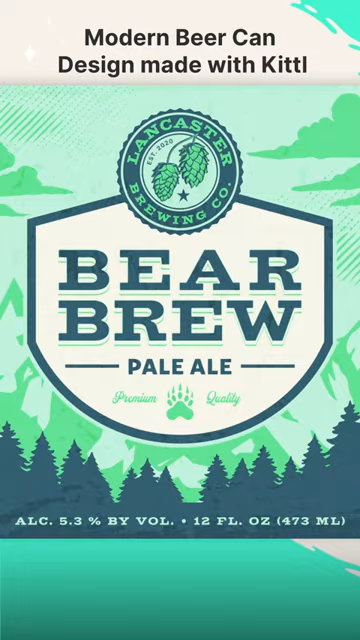 Modern Beer Can
Design made with Kittl
LANCASTER
EST. 2020
BREWING CO.
BEAR
BREW
PALE ALE
Premium Quality
ALC. 5.3 % BY VOL. • 12 FL. OZ (473 ML)